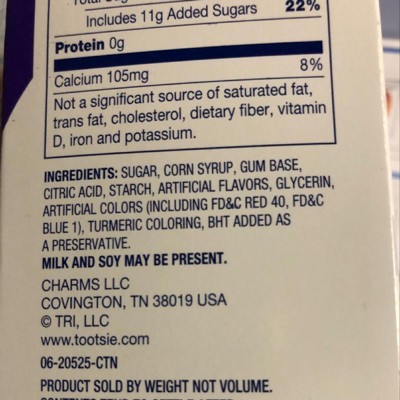 Includes 11g Added Sugars 22%
Protein 0g
Calcium 105mg 8%
Not a significant source of saturated fat,
trans fat, cholesterol, dietary fiber, vitamin
D, iron and potassium.
INGREDIENTS: SUGAR, CORN SYRUP, GUM BASE,
CITRIC ACID, STARCH, ARTIFICIAL FLAVORS, GLYCERIN,
ARTIFICIAL COLORS (INCLUDING FD&C RED 40, FD&C
BLUE 1), TURMERIC COLORING, BHT ADDED AS
A PRESERVATIVE.
MILK AND SOY MAY BE PRESENT.
CHARMS LLC
COVINGTON, TN 38019 USA
© TRI, LLC
www.tootsie.com
06-20525-CTN
PRODUCT SOLD BY WEIGHT NOT VOLUME.